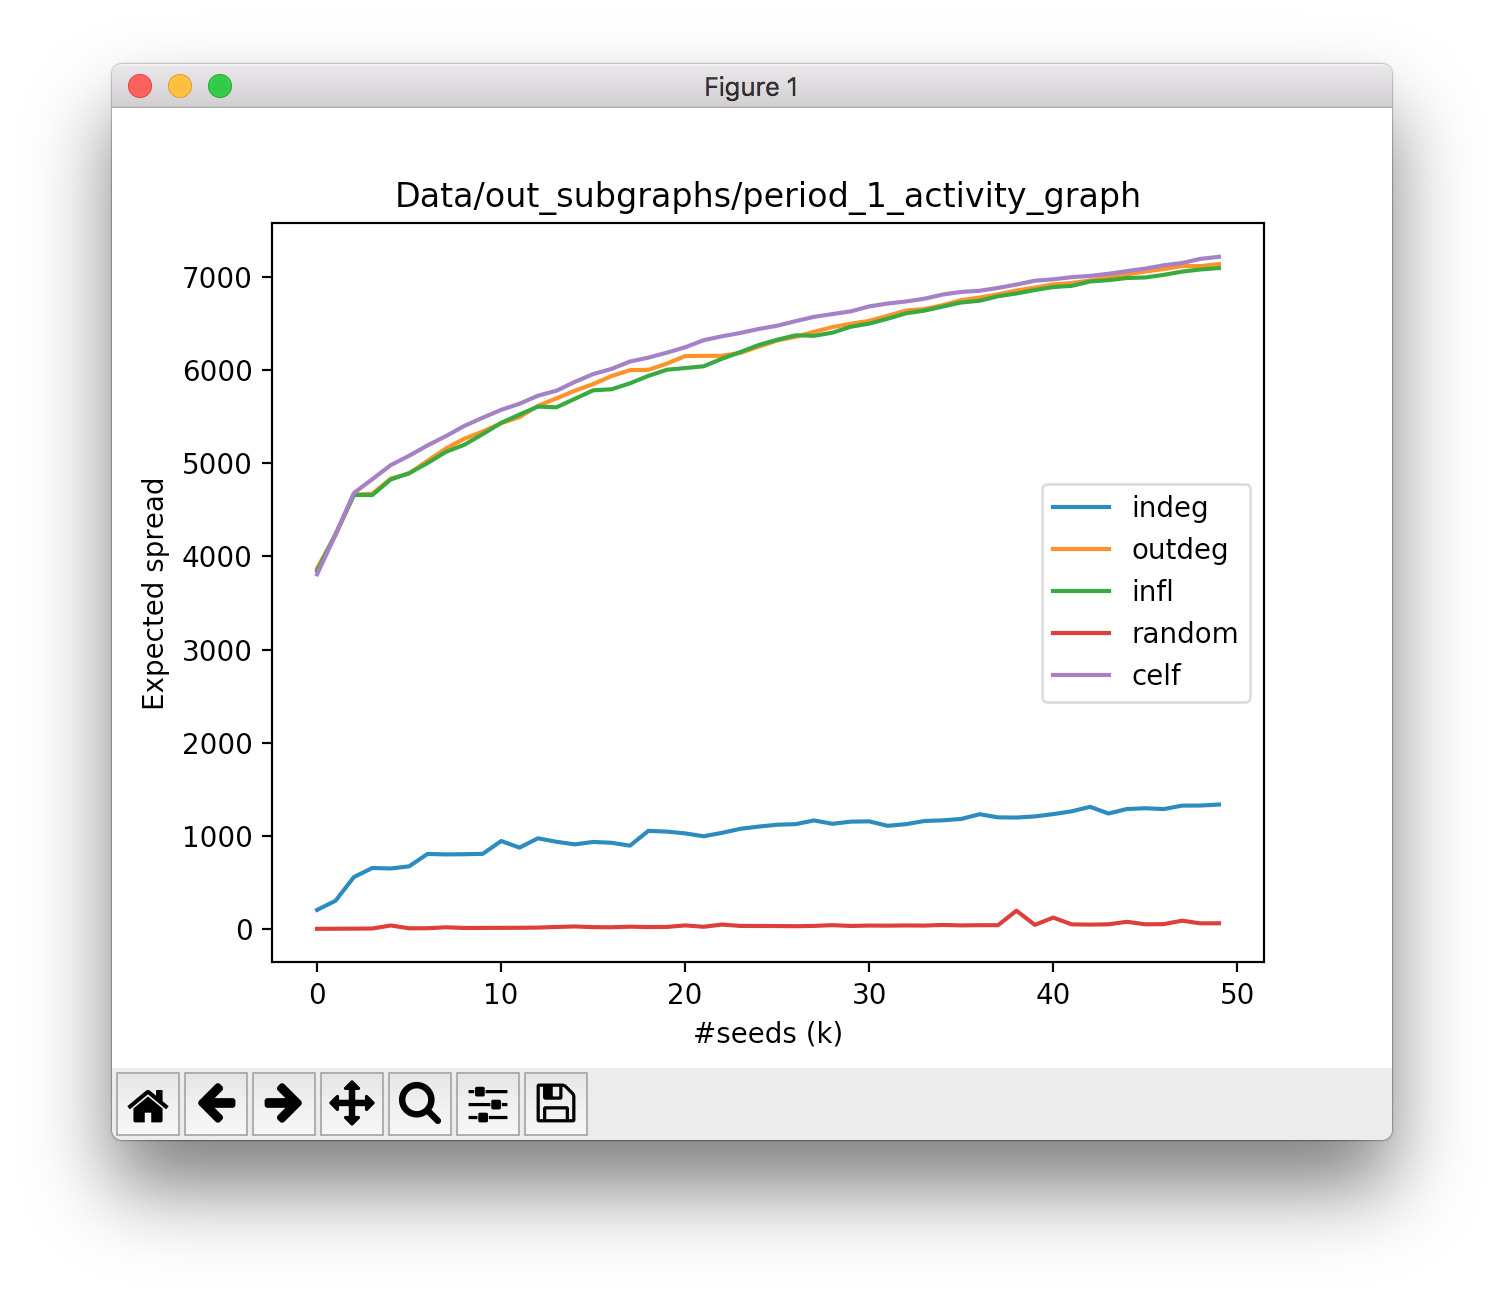 Figure 1
Data/out_subgraphs/period_1_activity_graph
7000
6000
5000
4000
3000
2000
1000
0
Expected spread
indeg
outdeg
infl
random
celf
0 10 20 30 40 50
#seeds (k)